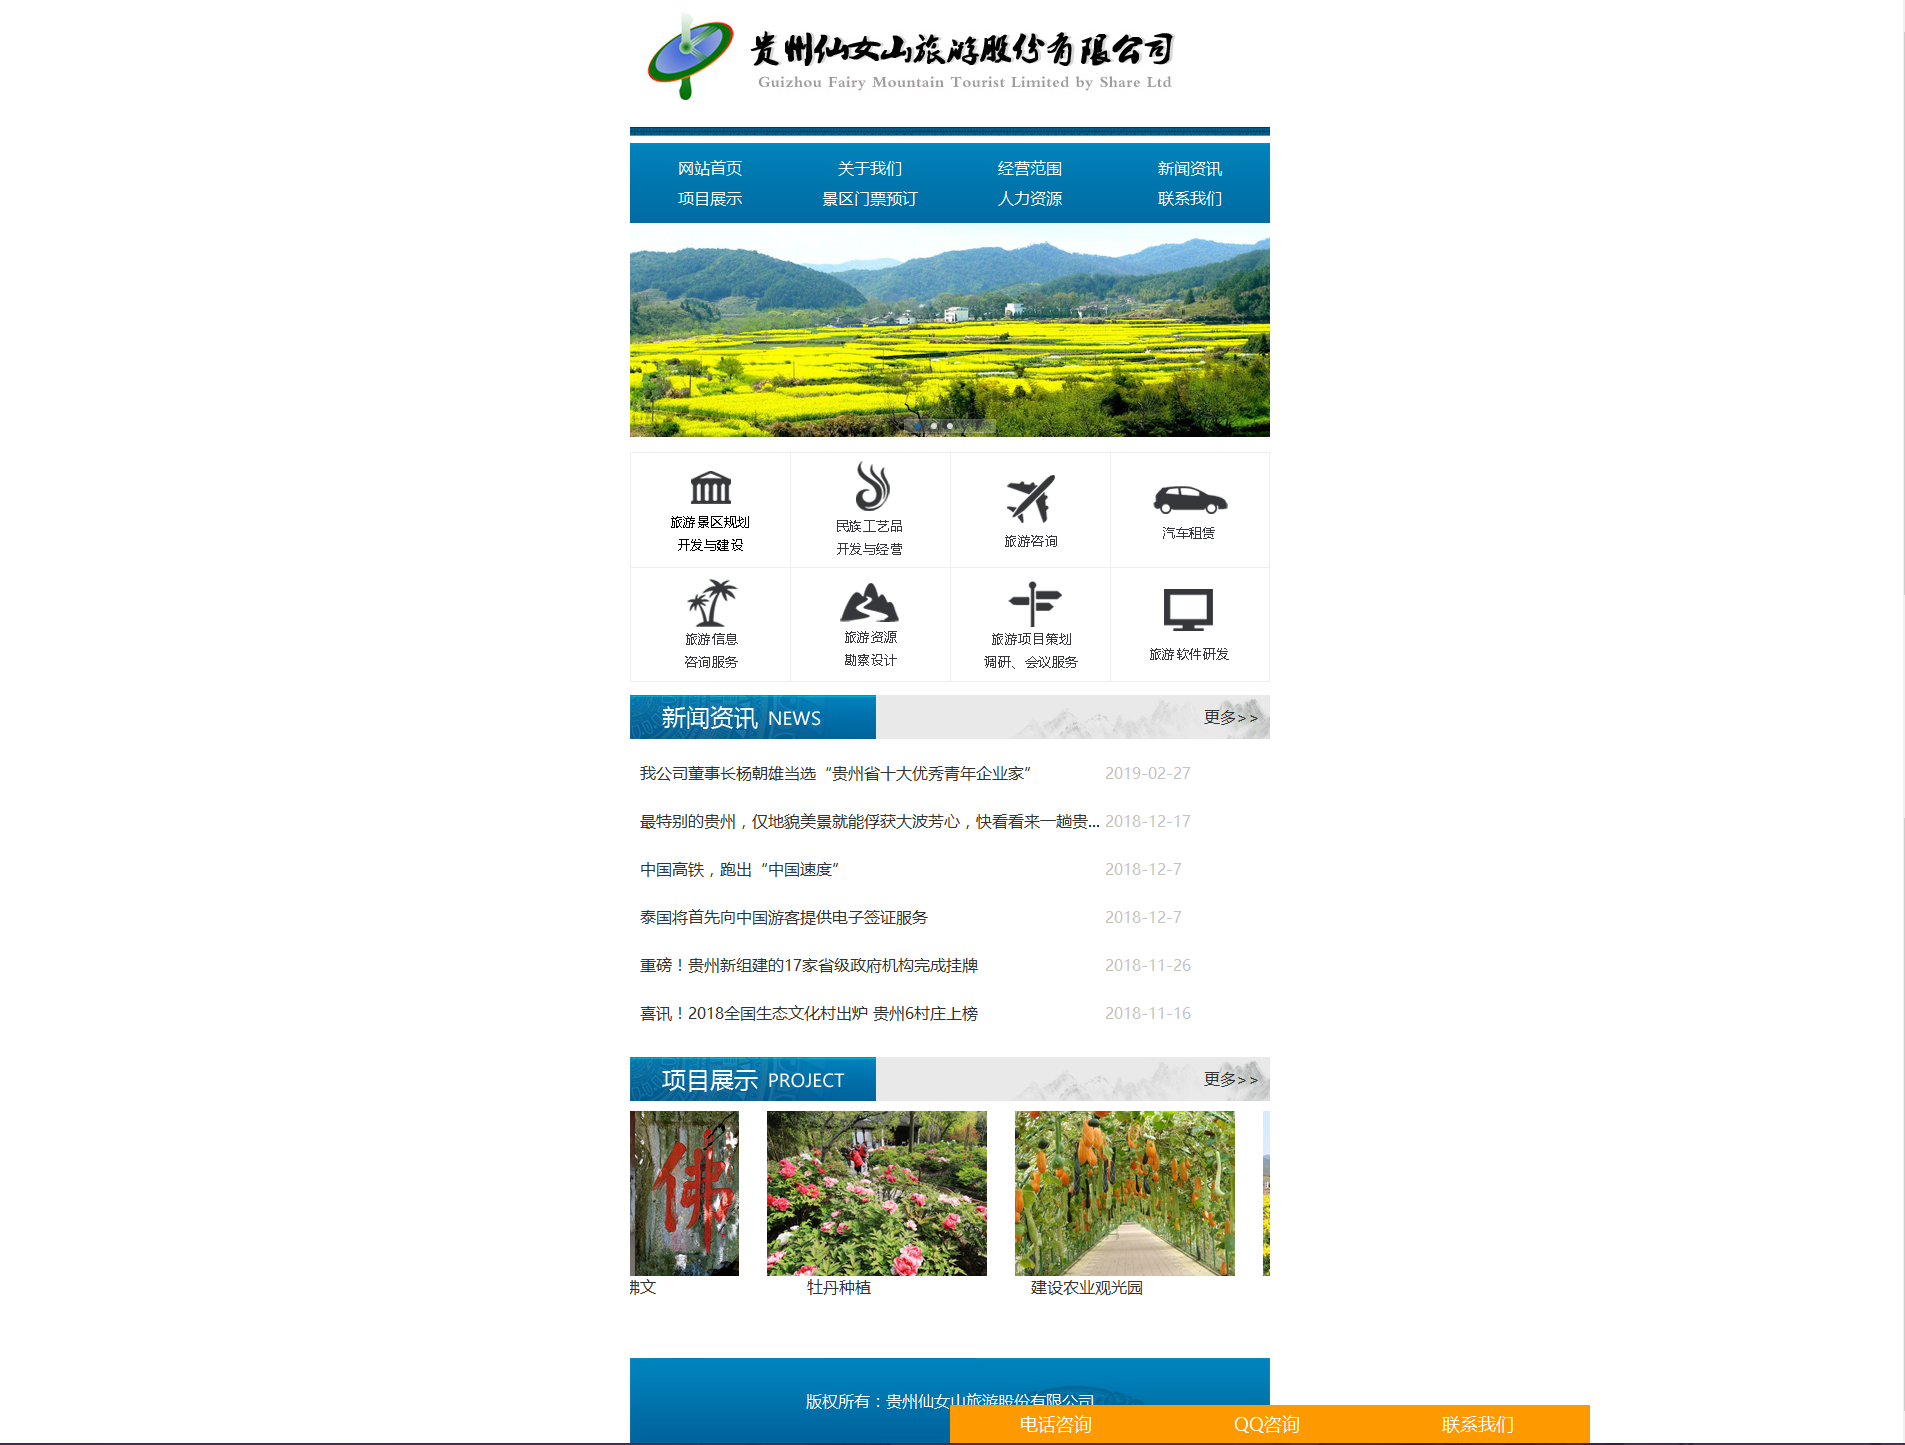 贵州仙女山旅游股份有限公司
Guizhou Fairy Mountain Tourist Limited by Share Ltd
网站首页 关于我们 经营范围 新闻资讯
项目展示 景区门票预订 人力资源 联系我们
旅游景区规划
开发与建设
民族工艺品
开发与经营
旅游咨询
汽车租赁
旅游信息
咨询服务
旅游资源
勘察设计
旅游项目策划
调研、会议服务
旅游软件研发
新闻资讯 NEWS 更多>>
我公司董事长杨朝雄当选“贵州省十大优秀青年企业家” 2019-02-27
最特别的贵州，仅地貌美景就能俘获大波芳心，快看看来一趟贵... 2018-12-17
中国高铁，跑出“中国速度” 2018-12-7
泰国将首先向中国游客提供电子签证服务 2018-12-7
重磅！贵州新组建的17家省级政府机构完成挂牌 2018-11-26
喜讯！2018全国生态文化村出炉 贵州6村庄上榜 2018-11-16
项目展示 PROJECT 更多>>
佛
佛文 牡丹种植 建设农业观光园
版权所有：贵州仙女山旅游股份有限公司
电话咨询 QQ咨询 联系我们